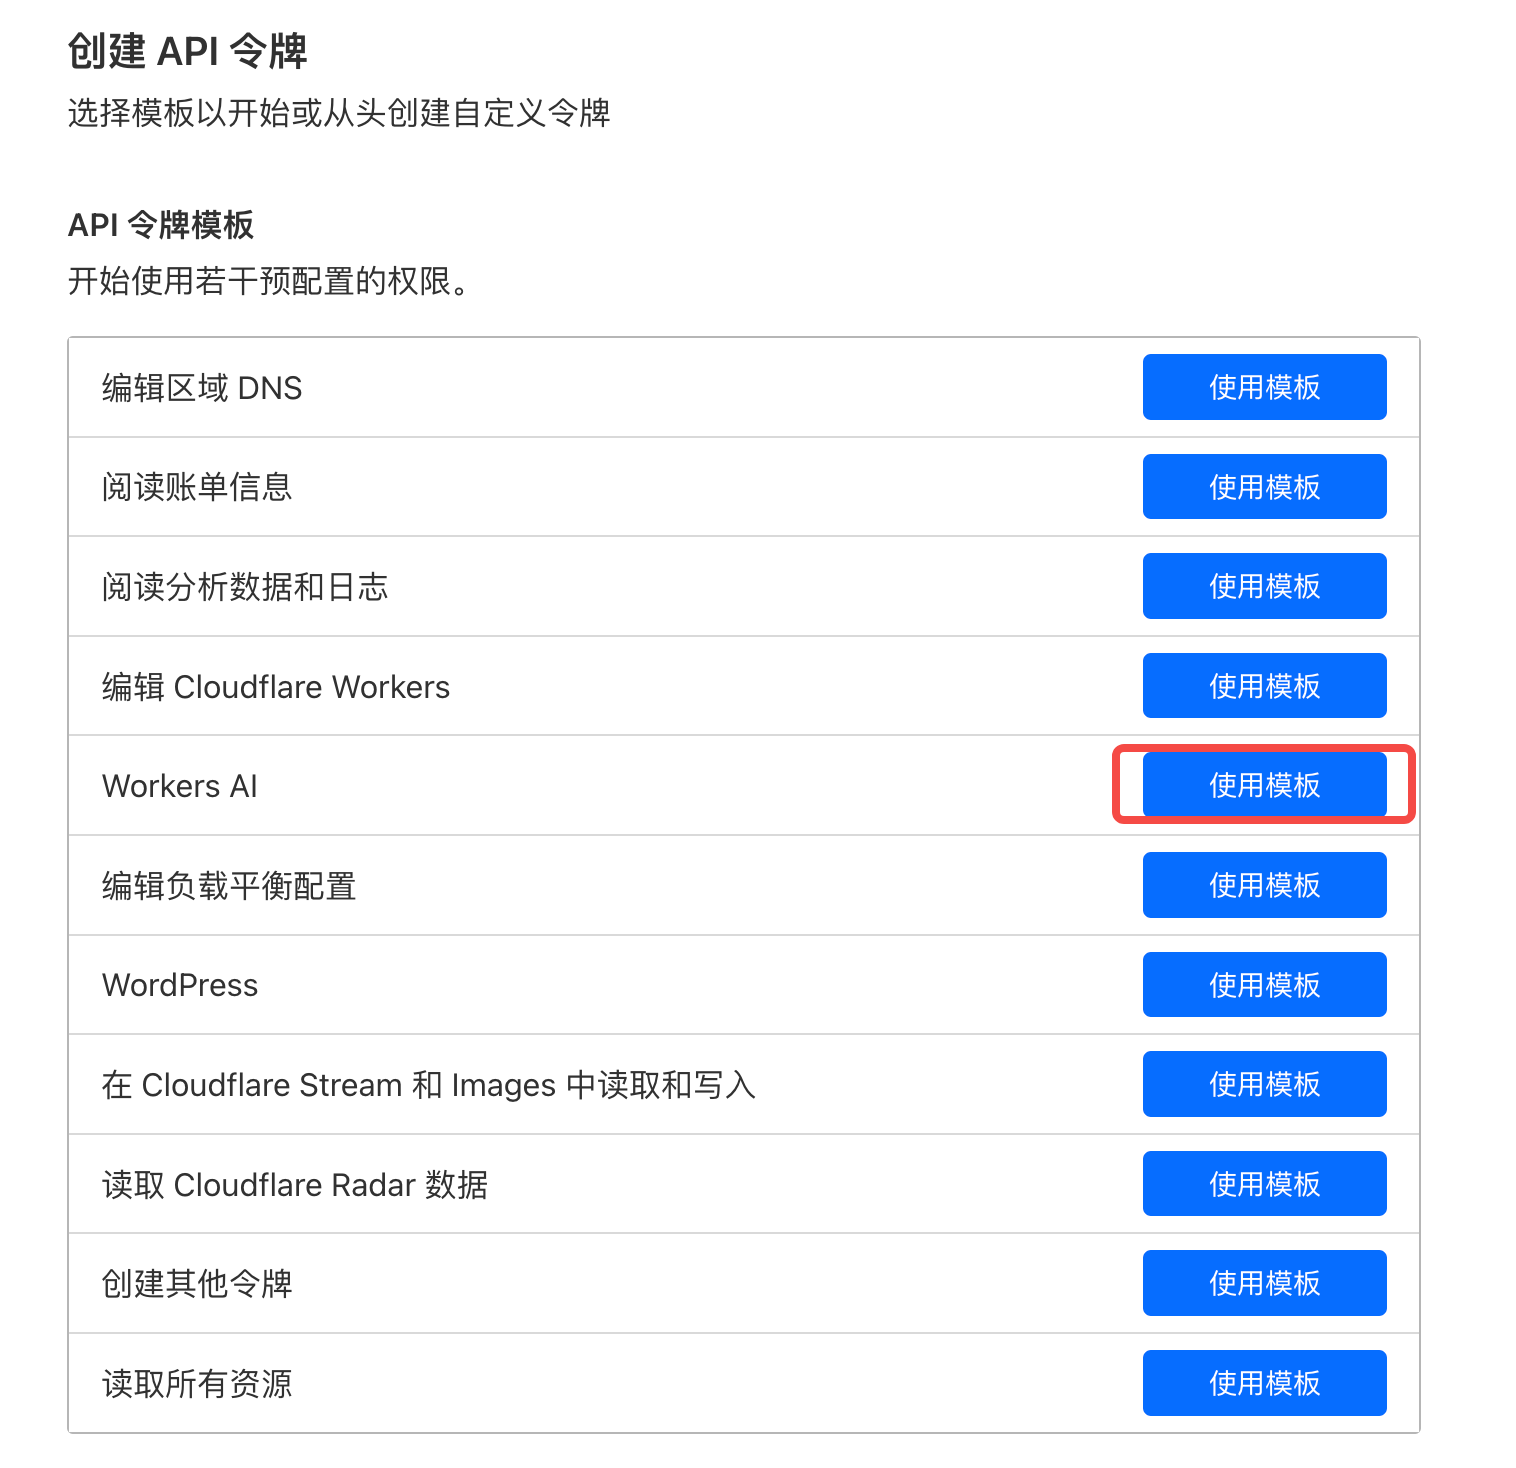 创建 API 令牌
选择模板以开始或从头创建自定义令牌
API 令牌模板
开始使用若干预配置的权限。
编辑区域 DNS 使用模板
阅读账单信息 使用模板
阅读分析数据和日志 使用模板
编辑 Cloudflare Workers 使用模板
Workers AI 使用模板
编辑负载平衡配置 使用模板
WordPress 使用模板
在 Cloudflare Stream 和 Images 中读取和写入 使用模板
读取 Cloudflare Radar 数据 使用模板
创建其他令牌 使用模板
读取所有资源 使用模板